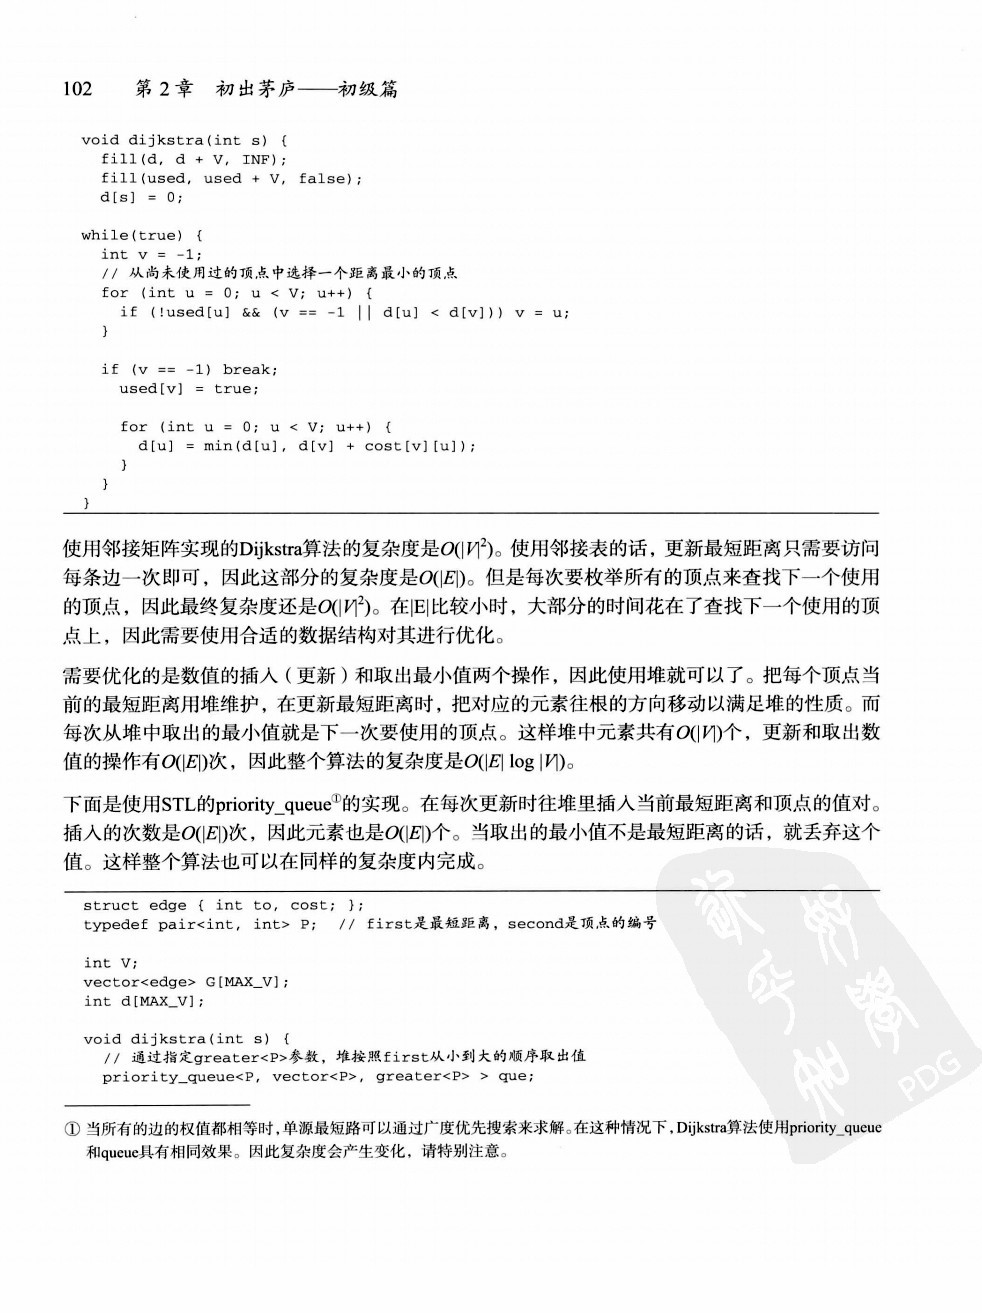 102 第 2 章 初出茅庐——初级篇
void dijkstra(int s) {
fill(d, d + V, INF);
fill(used, used + V, false);
d[s] = 0;
while(true) {
int v = -1;
// 从尚未使用过的顶点中选择一个距离最小的顶点
for (int u = 0; u < V; u++) {
if (!used[u] && (v == -1 || d[u] < d[v])) v = u;
}
if (v == -1) break;
used[v] = true;
for (int u = 0; u < V; u++) {
d[u] = min(d[u], d[v] + cost[v][u]);
}
}
}
使用邻接矩阵实现的Dijkstra算法的复杂度是O(|V|²)。使用邻接表的话，更新最短距离只需要访问
每条边一次即可，因此这部分的复杂度是O(|E|)。但是每次要枚举所有的顶点来查找下一个使用
的顶点，因此最终复杂度还是O(|V|²)。在|E|比较小时，大部分的时间花在了查找下一个使用的顶
点上，因此需要使用合适的数据结构对其进行优化。
需要优化的是数值的插入（更新）和取出最小值两个操作，因此使用堆就可以了。把每个顶点当
前的最短距离用堆维护，在更新最短距离时，把对应的元素往根的方向移动以满足堆的性质。而
每次从堆中取出的最小值就是下一次要使用的顶点。这样堆中元素共有O(|V|)个，更新和取出数
值的操作有O(|E|)次，因此整个算法的复杂度是O(|E| log |V|)。
下面是使用STL的priority_queue①的实现。在每次更新时往堆里插入当前最短距离和顶点的值对。
插入的次数是O(|E|)次，因此元素也是O(|E|)个。当取出的最小值不是最短距离的话，就丢弃这个
值。这样整个算法也可以在同样的复杂度内完成。
struct edge { int to, cost; };
typedef pair<int, int> P; // first是最短距离，second是顶点的编号
int V;
vector<edge> G[MAX_V];
int d[MAX_V];
void dijkstra(int s) {
// 通过指定greater<P>参数，堆按照first从小到大的顺序取出值
priority_queue<P, vector<P>, greater<P> > que;
PDG
① 当所有的边的权值都相等时，单源最短路可以通过广度优先搜索来求解。在这种情况下，Dijkstra算法使用priority_queue
和queue具有相同效果。因此复杂度会产生变化，请特别注意。